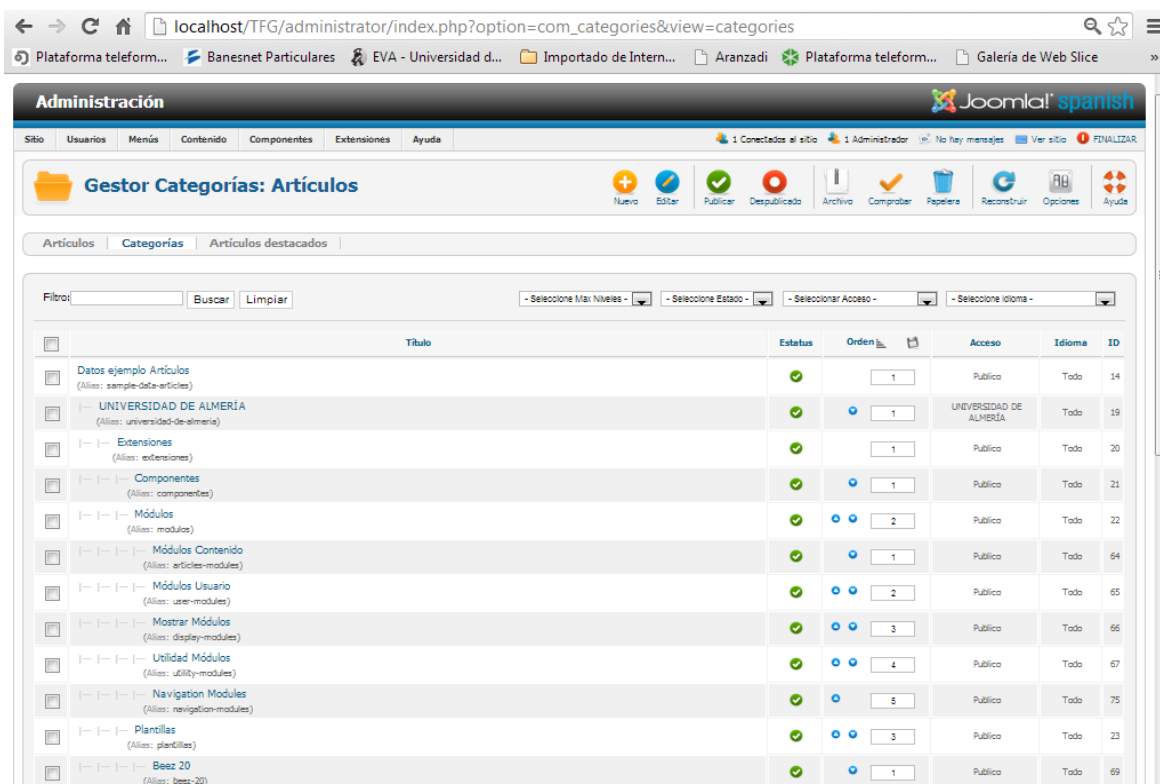 localhost/TFG/administrator/index.php?option=com_categories&view=categories
Plataforma teleform... Banesnet Particulares EVA - Universidad d... Importado de Intern... Aranzadi Plataforma teleform... Galería de Web Slice »
Administración Joomla! spanish
Sitio Usuarios Menús Contenido Componentes Extensiones Ayuda 1 Conectados al sitio 1 Administrador No hay mensajes Ver sitio FINALIZAR
Gestor Categorías: Artículos
Nuevo Editar Publicar Despublicado Archivo Comprobar Papelera Reconstruir Opciones Ayuda
Artículos Categorías Artículos destacados
Filtro: Buscar Limpiar - Seleccione Max Niveles - - Seleccione Estado - - Seleccionar Acceso - - Seleccione Idioma -
Título Estatus Orden Acceso Idioma ID
Datos ejemplo Artículos 1 Publico Todo 14
(Alias: sample-data-articles)
|— UNIVERSIDAD DE ALMERÍA 1 UNIVERSIDAD DE ALMERÍA Todo 19
(Alias: universidad-de-almeria)
|— |— Extensiones 1 Publico Todo 20
(Alias: extensiones)
|— |— |— Componentes 1 Publico Todo 21
(Alias: componentes)
|— |— |— Módulos 2 Publico Todo 22
(Alias: modulos)
|— |— |— |— Módulos Contenido 1 Publico Todo 64
(Alias: articles-modules)
|— |— |— |— Módulos Usuario 2 Publico Todo 65
(Alias: user-modules)
|— |— |— |— Mostrar Módulos 3 Publico Todo 66
(Alias: display-modules)
|— |— |— |— Utilidad Módulos 4 Publico Todo 67
(Alias: utility-modules)
|— |— |— |— Navigation Modules 5 Publico Todo 75
(Alias: navigation-modules)
|— |— |— Plantillas 3 Publico Todo 23
(Alias: plantillas)
|— |— |— |— Beez 20 1 Publico Todo 69
(Alias: beez-20)